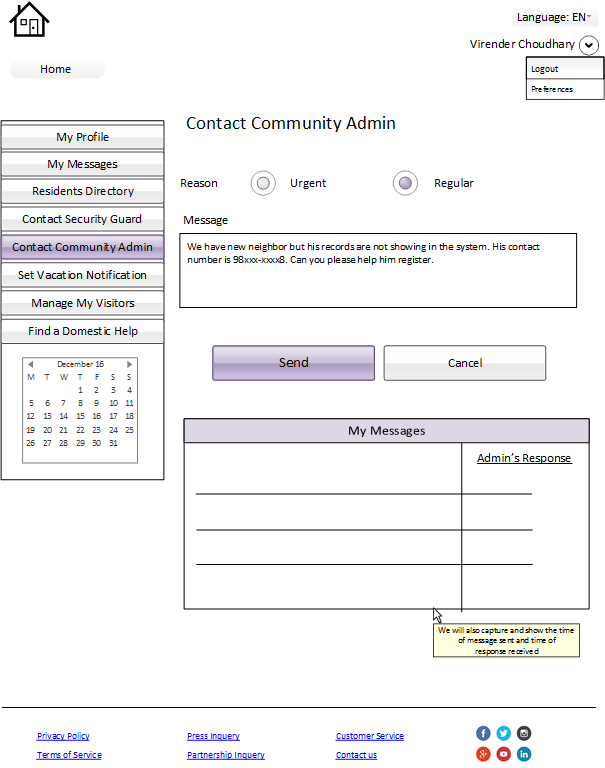 Language: EN
Virender Choudhary
Home
Logout
Preferences
Contact Community Admin
My Profile
My Messages
Residents Directory
Contact Security Guard
Contact Community Admin
Set Vacation Notification
Manage My Visitors
Find a Domestic Help
December 16
M T W T F S S
1 2 3 4
5 6 7 8 9 10 11
12 13 14 15 16 17 18
19 20 21 22 23 24 25
26 27 28 29 30 31
Reason Urgent Regular
Message
We have new neighbor but his records are not showing in the system. His contact
number is 98xxx-xxxx8. Can you please help him register.
Send Cancel
My Messages
Admin's Response
We will also capture and show the time
of message sent and time of
response received
Privacy Policy Press Inquery Customer Service
Terms of Service Partnership Inquery Contact us